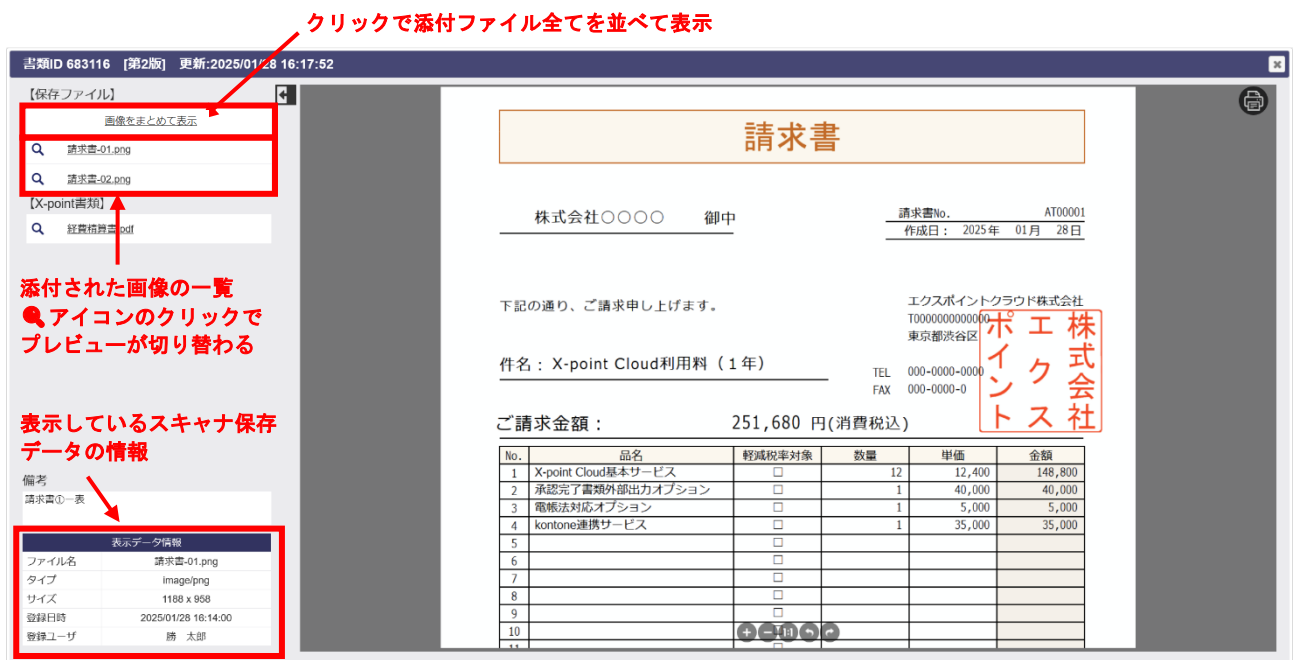 クリックで添付ファイル全てを並べて表示
書類ID 683116 [第2版] 更新:2025/01/28 16:17:52
【保存ファイル】
画像をまとめて表示
請求書-01.png
請求書-02.png
【X-point書類】
経費精算書.pdf
添付された画像の一覧
アイコンのクリックで
プレビューが切り替わる
表示しているスキャナ保存
データの情報
備考
請求書①一表
表示データ情報
ファイル名 請求書-01.png
タイプ image/png
サイズ 1188 x 958
登録日時 2025/01/28 16:14:00
登録ユーザ 勝 太郎
請求書
株式会社〇〇〇〇 御中
請求書No. AT00001
作成日： 2025年 01月 28日
下記の通り、ご請求申し上げます。
エクスポイントクラウド株式会社
T0000000000000
東京都渋谷区
件名：X-point Cloud利用料（１年）
TEL 000-0000-0000
FAX 000-0000-0
株式会社
エクス
ポイント
ご請求金額： 251,680 円(消費税込)
No. 品名 軽減税率対象 数量 単価 金額
1 X-point Cloud基本サービス □ 12 12,400 148,800
2 承認完了書類外部出力オプション □ 1 40,000 40,000
3 電帳法対応オプション □ 1 5,000 5,000
4 kontone連携サービス □ 1 35,000 35,000
5 □
6 □
7 □
8 □
9 □
10
11
1:1